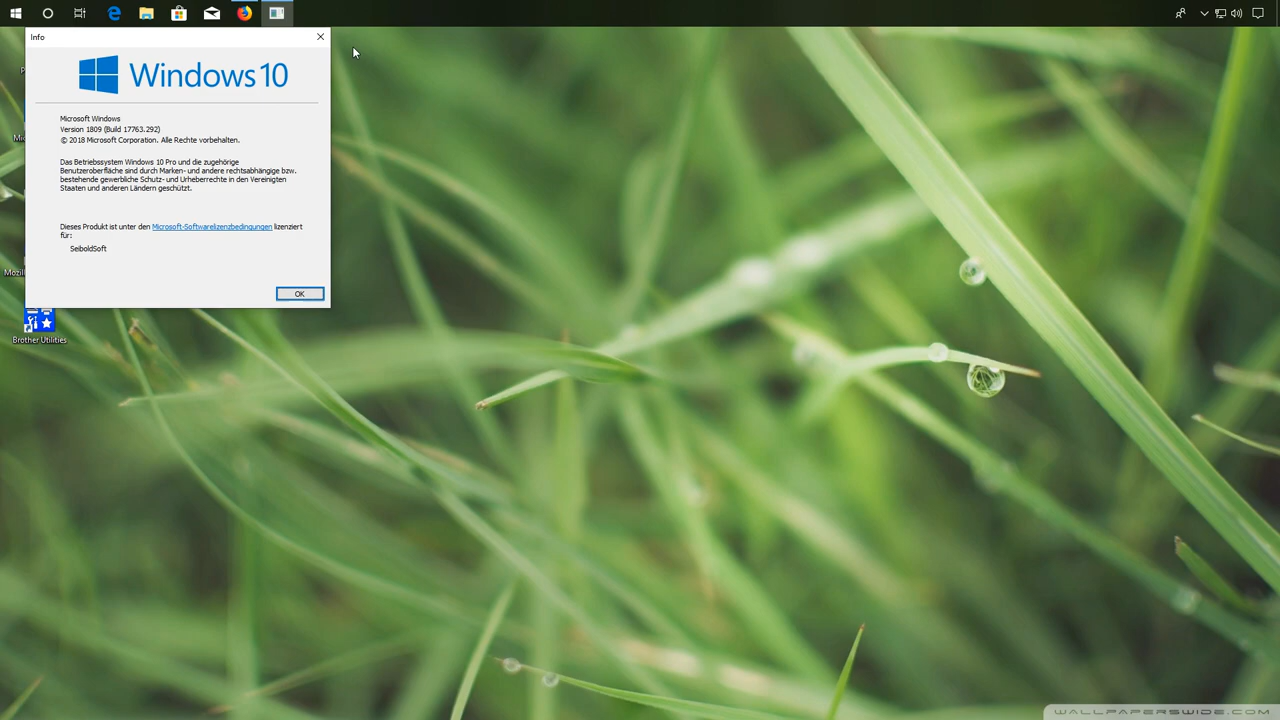 Info
Windows 10
Microsoft Windows
Version 1809 (Build 17763.292)
© 2018 Microsoft Corporation. Alle Rechte vorbehalten.
Das Betriebssystem Windows 10 Pro und die zugehörige
Benutzeroberfläche sind durch Marken- und andere rechtsabhängige bzw.
bestehende gewerbliche Schutz- und Urheberrechte in den Vereinigten
Staaten und anderen Ländern geschützt.
Dieses Produkt ist unter den Microsoft-Softwarelizenzbedingungen lizenziert
für:
SeiboldSoft
OK
P
Mic
Mozil
Brother Utilities
WALLPAPERSWIDE.COM